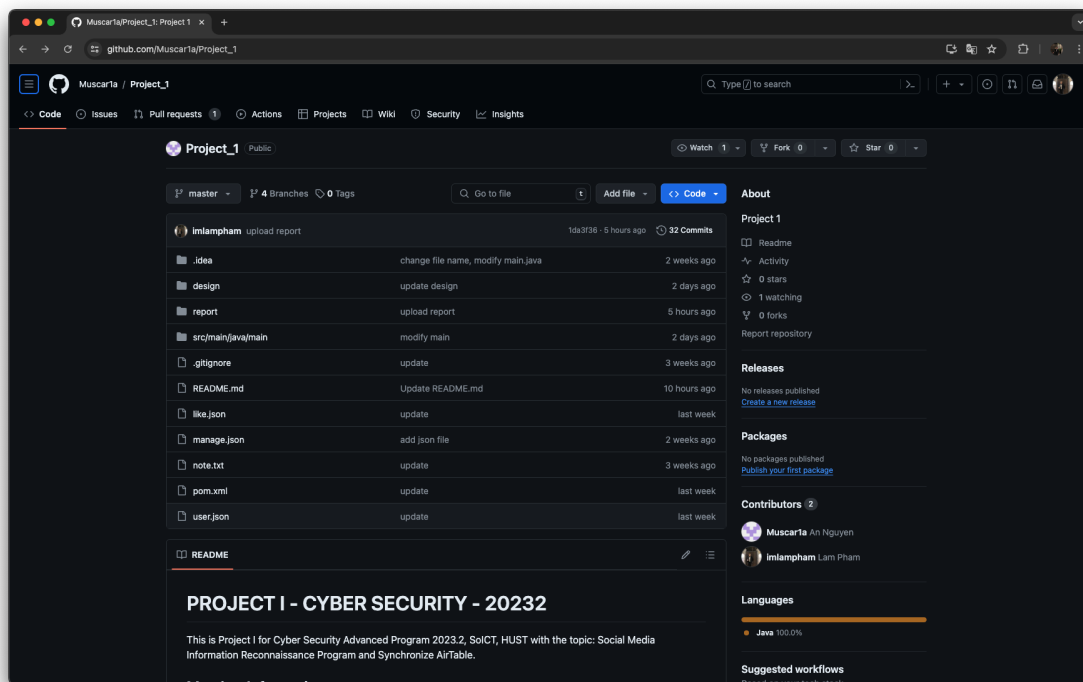 Muscar1a/Project_1: Project 1
github.com/Muscar1a/Project_1
Muscar1a / Project_1
Type / to search
Code Issues Pull requests 1 Actions Projects Wiki Security Insights
Project_1 Public
Watch 1 Fork 0 Star 0
master 4 Branches 0 Tags Go to file t Add file Code
imlampham upload report 1da3f36 · 5 hours ago 32 Commits
.idea change file name, modify main.java 2 weeks ago
design update design 2 days ago
report upload report 5 hours ago
src/main/java/main modify main 2 days ago
.gitignore update 3 weeks ago
README.md Update README.md 10 hours ago
like.json update last week
manage.json add json file 2 weeks ago
note.txt update 3 weeks ago
pom.xml update last week
user.json update last week
README
PROJECT I - CYBER SECURITY - 20232
This is Project I for Cyber Security Advanced Program 2023.2, SoICT, HUST with the topic: Social Media
Information Reconnaissance Program and Synchronize AirTable.
About
Project 1
Readme
Activity
0 stars
1 watching
0 forks
Report repository
Releases
No releases published
Create a new release
Packages
No packages published
Publish your first package
Contributors 2
Muscar1a An Nguyen
imlampham Lam Pham
Languages
Java 100.0%
Suggested workflows